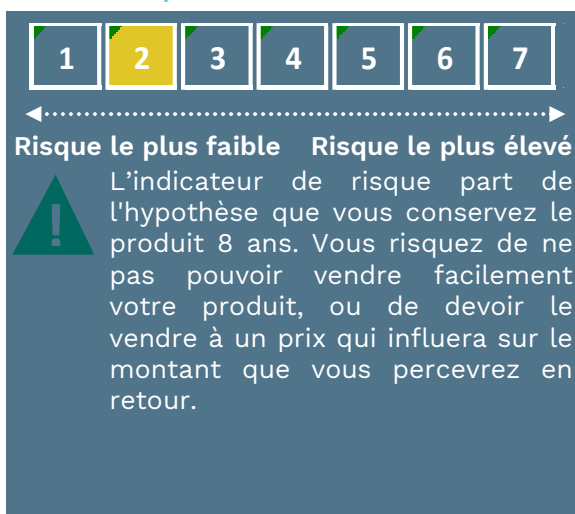 1 2 3 4 5 6 7
Risque le plus faible Risque le plus élevé
!
L’indicateur de risque part de
l'hypothèse que vous conservez le
produit 8 ans. Vous risquez de ne
pas pouvoir vendre facilement
votre produit, ou de devoir le
vendre à un prix qui influera sur le
montant que vous percevrez en
retour.